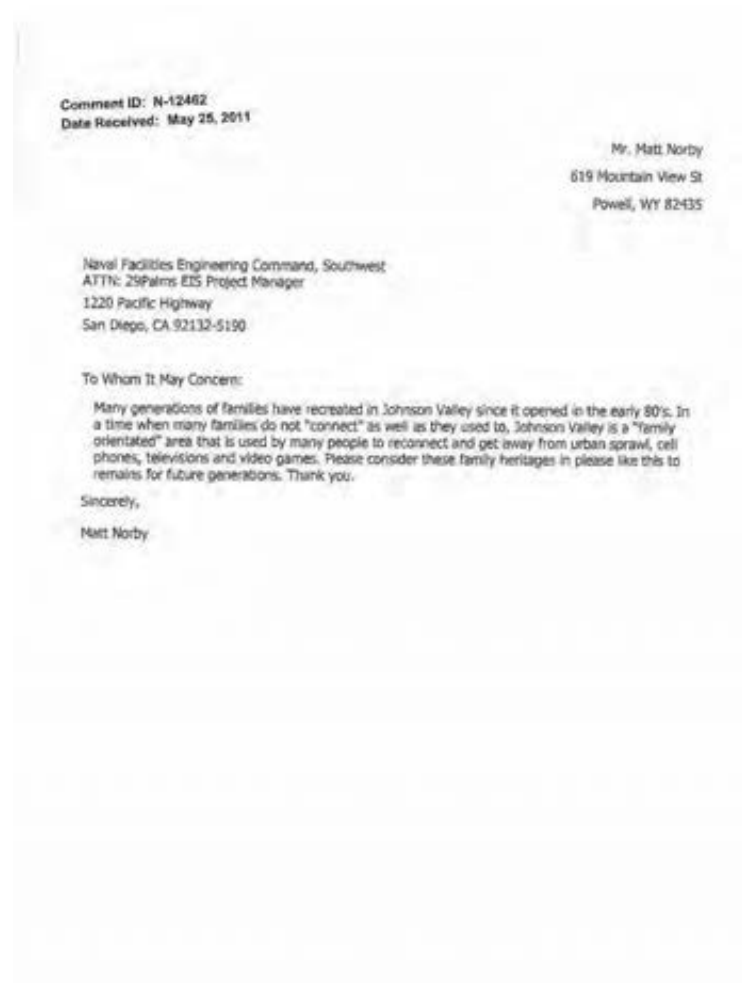 Comment ID: N-12462
Date Received: May 25, 2011
Mr. Matt Norby
619 Mountain View St
Powell, WY 82435
Naval Facilities Engineering Command, Southwest
ATTN: 29Palms EIS Project Manager
1220 Pacific Highway
San Diego, CA 92132-5190
To Whom It May Concern:
Many generations of families have recreated in Johnson Valley since it opened in the early 80's. In
a time when many families do not "connect" as well as they used to, Johnson Valley is a "family
orientated" area that is used by many people to reconnect and get away from urban sprawl, cell
phones, televisions and video games. Please consider these family heritages in please like this to
remains for future generations. Thank you.
Sincerely,
Matt Norby